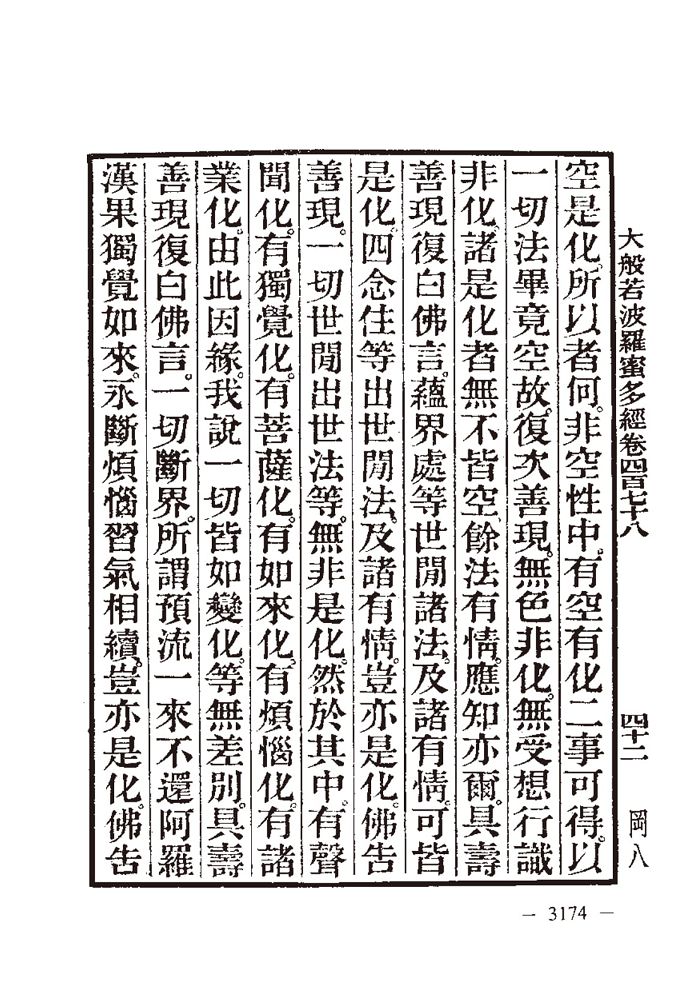 大般若波羅蜜多經卷四百七十八 四十二 岡八
空是化。所以者何。非空性中。有空有化二事可得。以
一切法畢竟空故。復次善現。無色非化。無受想行識
非化。諸是化者無不皆空。餘法有情。應知亦爾。具壽
善現復白佛言。蘊界處等世間諸法。及諸有情。可皆
是化。四念住等出世間法。及諸有情。豈亦是化。佛告
善現。一切世間出世法等。無非是化。然於其中。有聲
聞化。有獨覺化。有菩薩化。有如來化。有煩惱化。有諸
業化。由此因緣。我說一切皆如變化。等無差別。具壽
善現復白佛言。一切斷界。所謂預流一來不還阿羅
漢果獨覺如來。永斷煩惱習氣相續。豈亦是化。佛告
— 3174 —